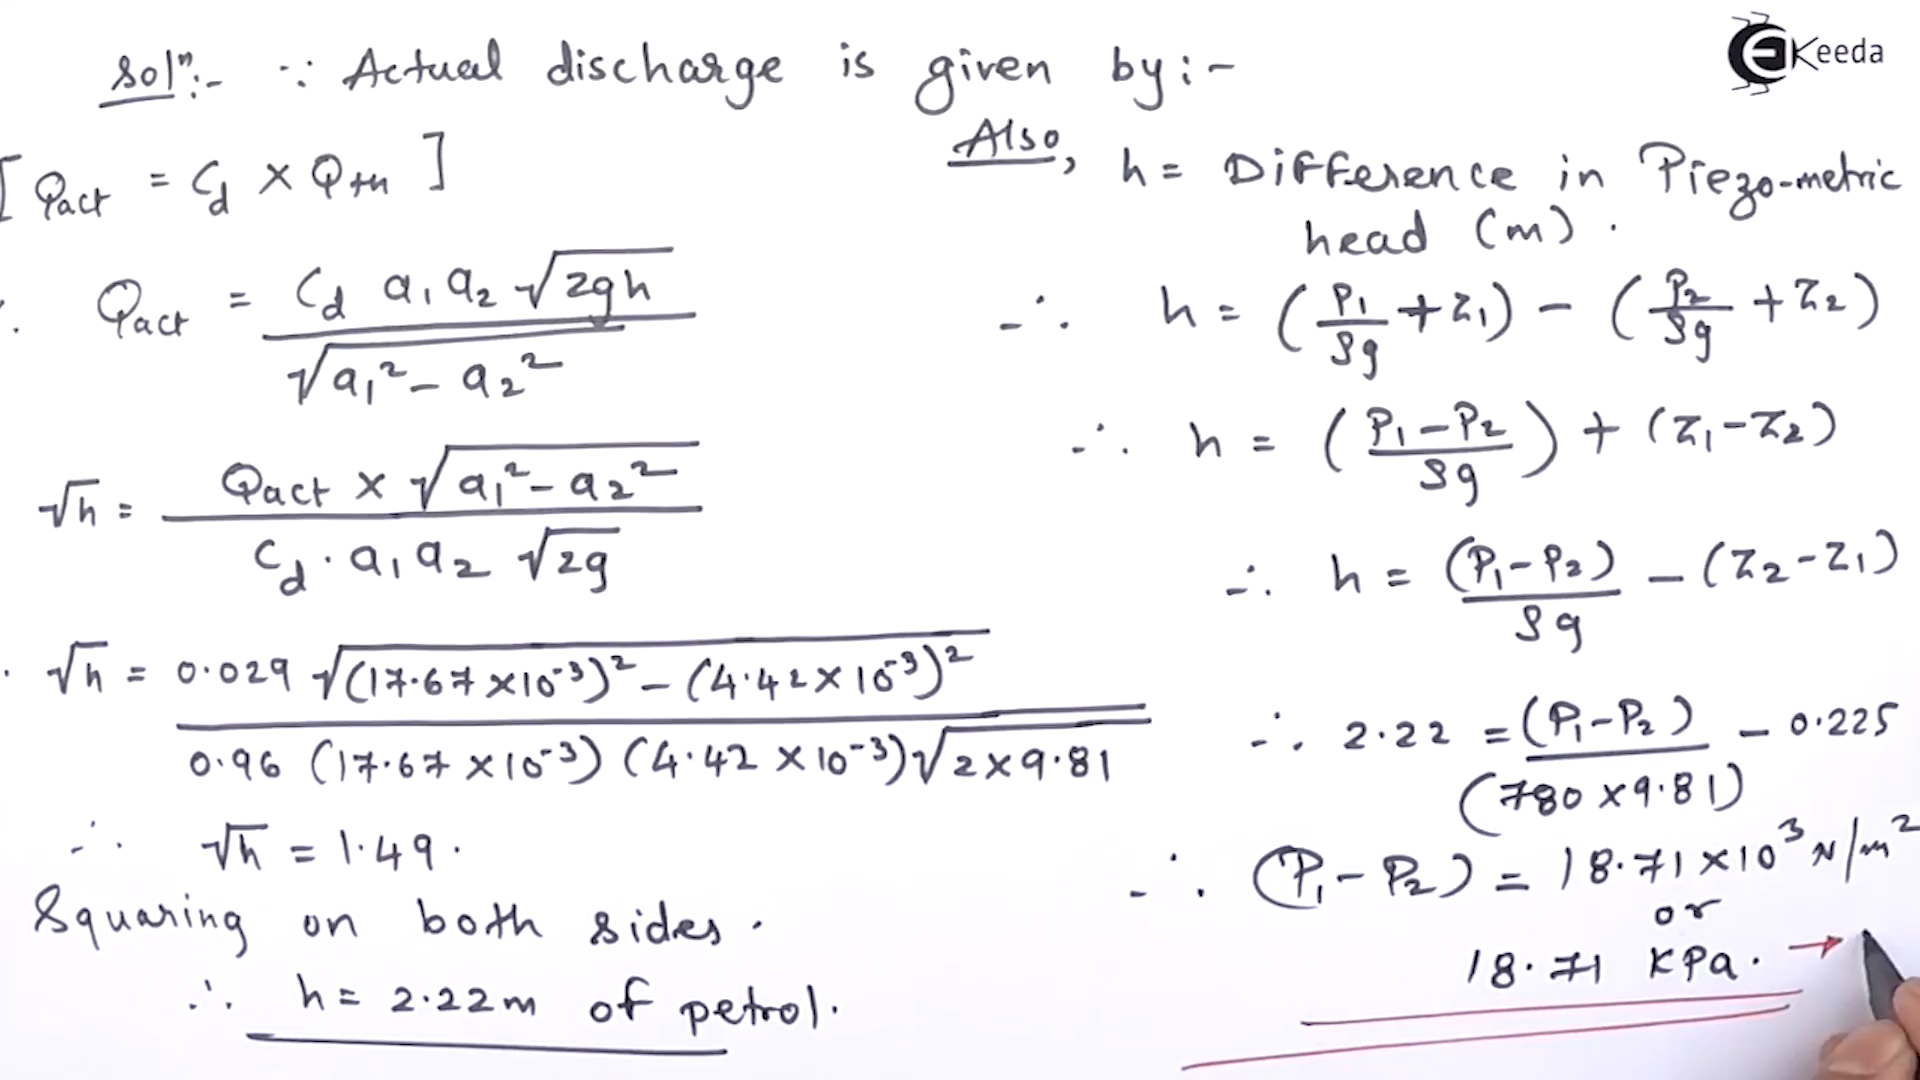 Solⁿ:- ∵ Actual discharge is given by:-
[Qact = Cd × Qth]
∴ Qact = Cd a₁ a₂ √2gh / √a₁² - a₂²
√h = Qact × √a₁² - a₂² / Cd · a₁ a₂ √2g
∴ √h = 0.029 √(17.67 × 10⁻³)² - (4.42 × 10⁻³)² / 0.96 (17.67 × 10⁻³) (4.42 × 10⁻³) √2 × 9.81
∴ √h = 1.49.
Squaring on both sides.
∴ h = 2.22m of petrol.
Also, h = Difference in Piezo-metric
head (m).
∴ h = (P₁/ρg + Z₁) - (P₂/ρg + Z₂)
∴ h = (P₁ - P₂/ρg) + (Z₁ - Z₂)
∴ h = (P₁ - P₂)/ρg - (Z₂ - Z₁)
∴ 2.22 = (P₁ - P₂)/(780 × 9.81) - 0.225
∴ (P₁ - P₂) = 18.71 × 10³ N/m²
or
18.71 KPa. →
EKeeda